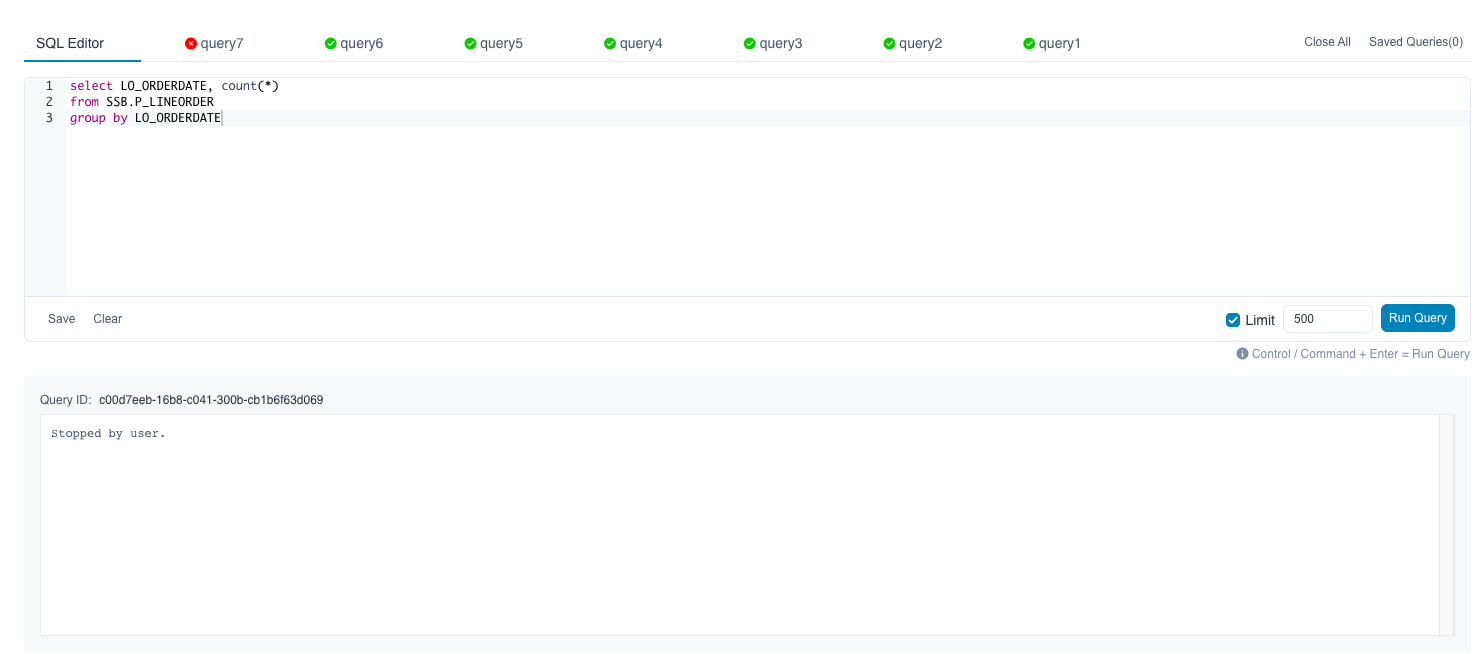 SQL Editor query7 query6 query5 query4 query3 query2 query1 Close All Saved Queries(0)
1 select LO_ORDERDATE, count(*)
2 from SSB.P_LINEORDER
3 group by LO_ORDERDATE
Save Clear Limit 500 Run Query
Control / Command + Enter = Run Query
Query ID: c00d7eeb-16b8-c041-300b-cb1b6f63d069
Stopped by user.